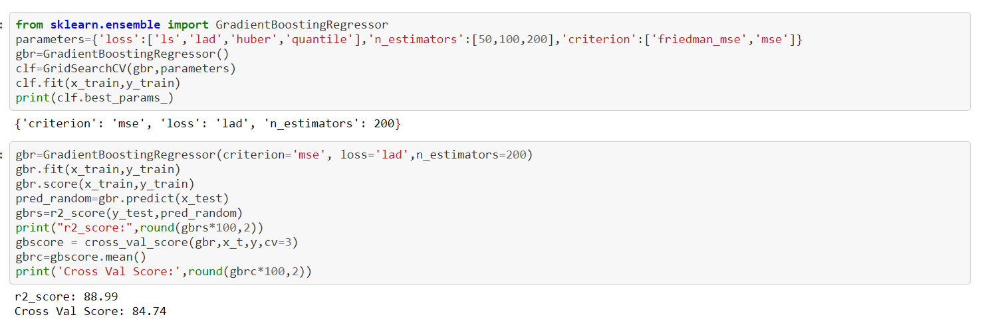 : from sklearn.ensemble import GradientBoostingRegressor
parameters={'loss':['ls','lad','huber','quantile'],'n_estimators':[50,100,200],'criterion':['friedman_mse','mse']}
gbr=GradientBoostingRegressor()
clf=GridSearchCV(gbr,parameters)
clf.fit(x_train,y_train)
print(clf.best_params_)
{'criterion': 'mse', 'loss': 'lad', 'n_estimators': 200}
: gbr=GradientBoostingRegressor(criterion='mse', loss='lad',n_estimators=200)
gbr.fit(x_train,y_train)
gbr.score(x_train,y_train)
pred_random=gbr.predict(x_test)
gbrs=r2_score(y_test,pred_random)
print("r2_score:",round(gbrs*100,2))
gbscore = cross_val_score(gbr,x_t,y,cv=3)
gbrc=gbscore.mean()
print('Cross Val Score:',round(gbrc*100,2))
r2_score: 88.99
Cross Val Score: 84.74